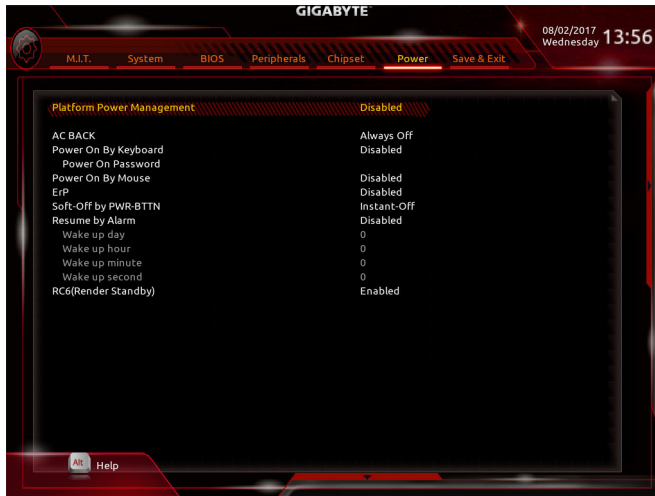 GIGABYTE
08/02/2017
Wednesday
13:56
M.I.T. System BIOS Peripherals Chipset Power Save & Exit
Platform Power Management Disabled
AC BACK Always Off
Power On By Keyboard Disabled
Power On Password
Power On By Mouse Disabled
ErP Disabled
Soft-Off by PWR-BTTN Instant-Off
Resume by Alarm Disabled
Wake up day 0
Wake up hour 0
Wake up minute 0
Wake up second 0
RC6(Render Standby) Enabled
Alt Help